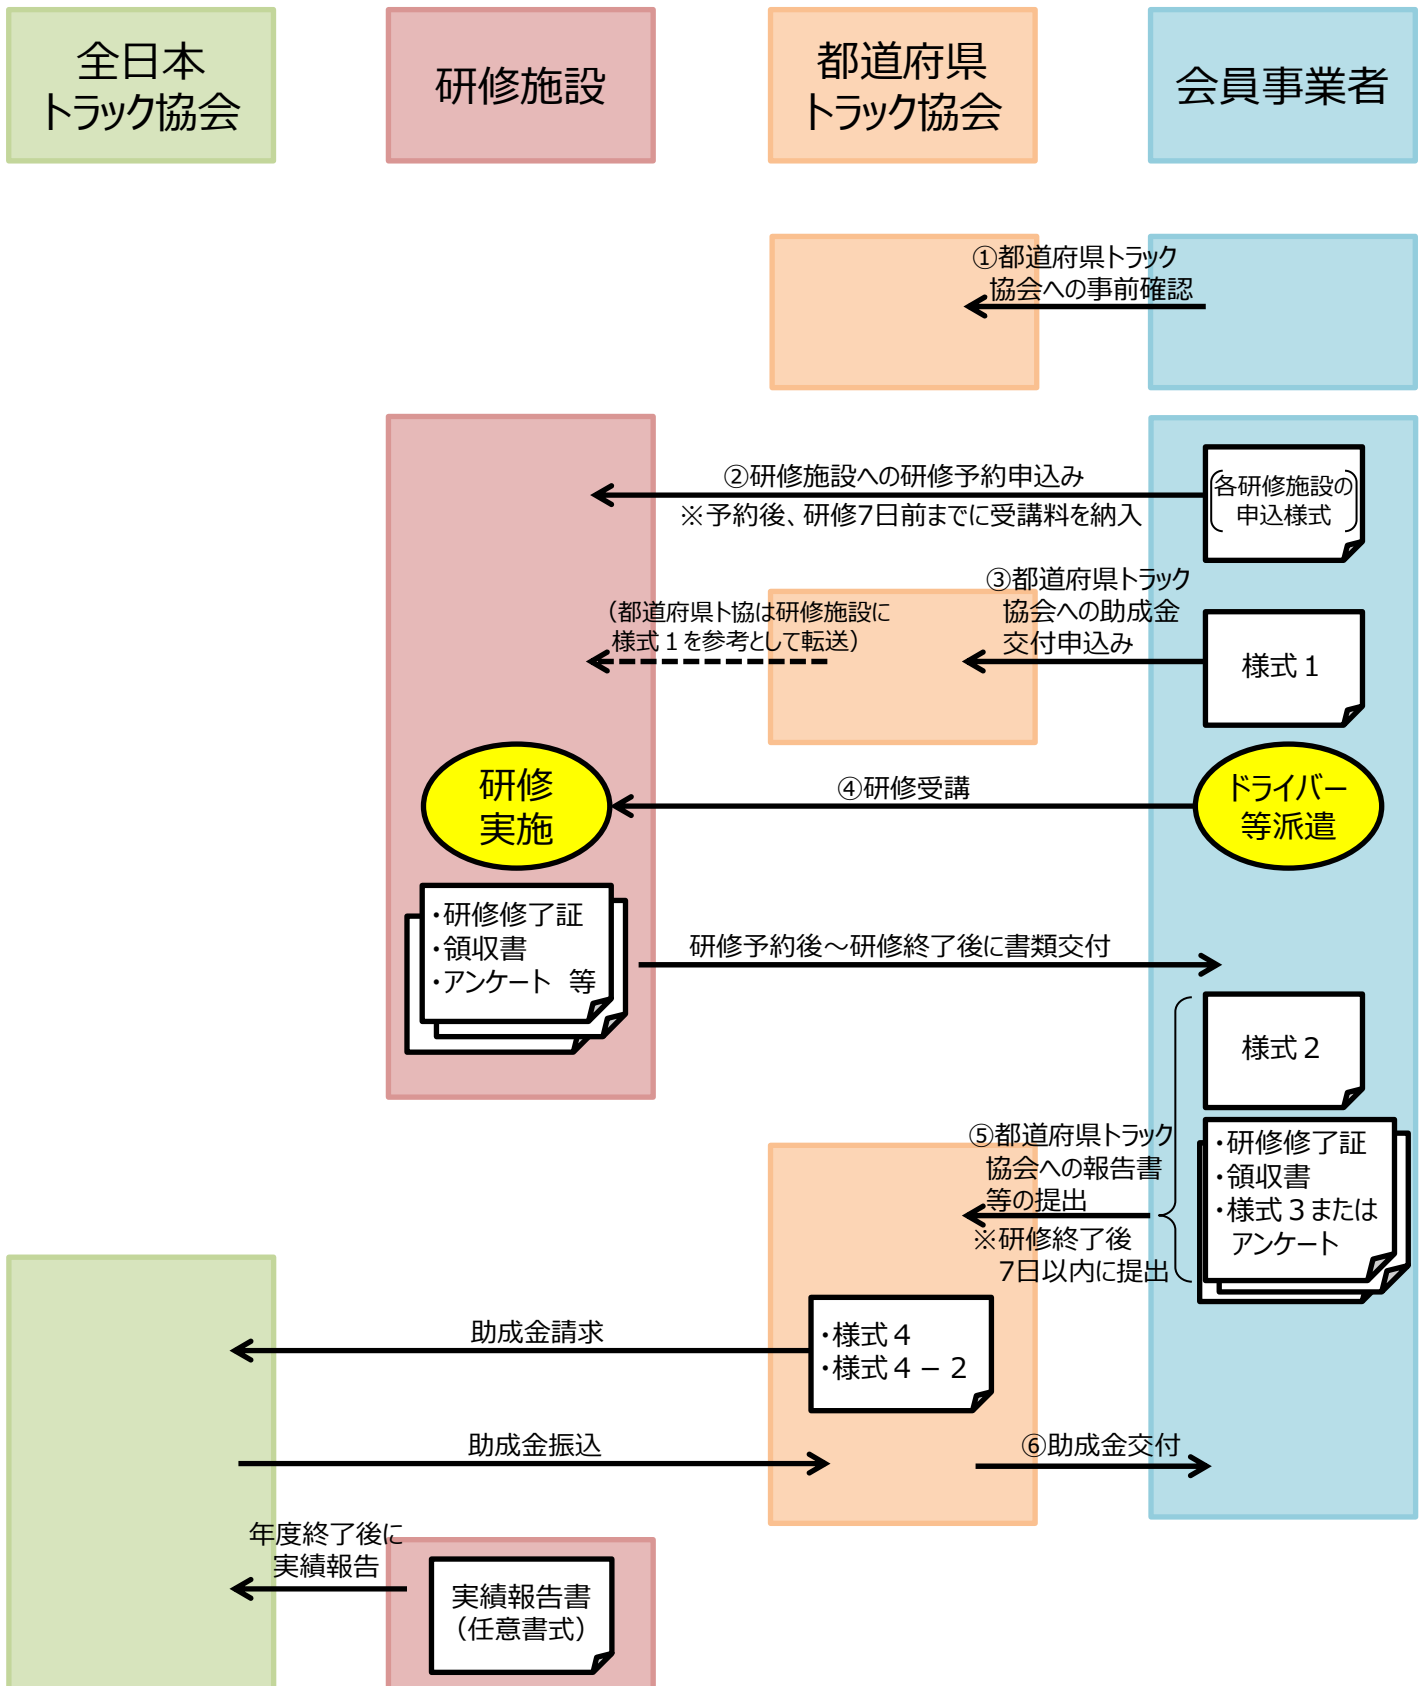 全日本
トラック協会
研修施設
都道府県
トラック協会
会員事業者
①都道府県トラック
協会への事前確認
②研修施設への研修予約申込み
※予約後、研修7日前までに受講料を納入
各研修施設の
申込様式
③都道府県トラック
協会への助成金
交付申込み
（都道府県ト協は研修施設に
様式１を参考として転送）
様式１
研修
実施
④研修受講
ドライバー
等派遣
・研修修了証
・領収書
・アンケート　等
研修予約後～研修終了後に書類交付
様式２
⑤都道府県トラック
協会への報告書
等の提出
※研修終了後
7日以内に提出
・研修修了証
・領収書
・様式３または
アンケート
助成金請求
・様式４
・様式４－２
助成金振込
⑥助成金交付
年度終了後に
実績報告
実績報告書
（任意書式）